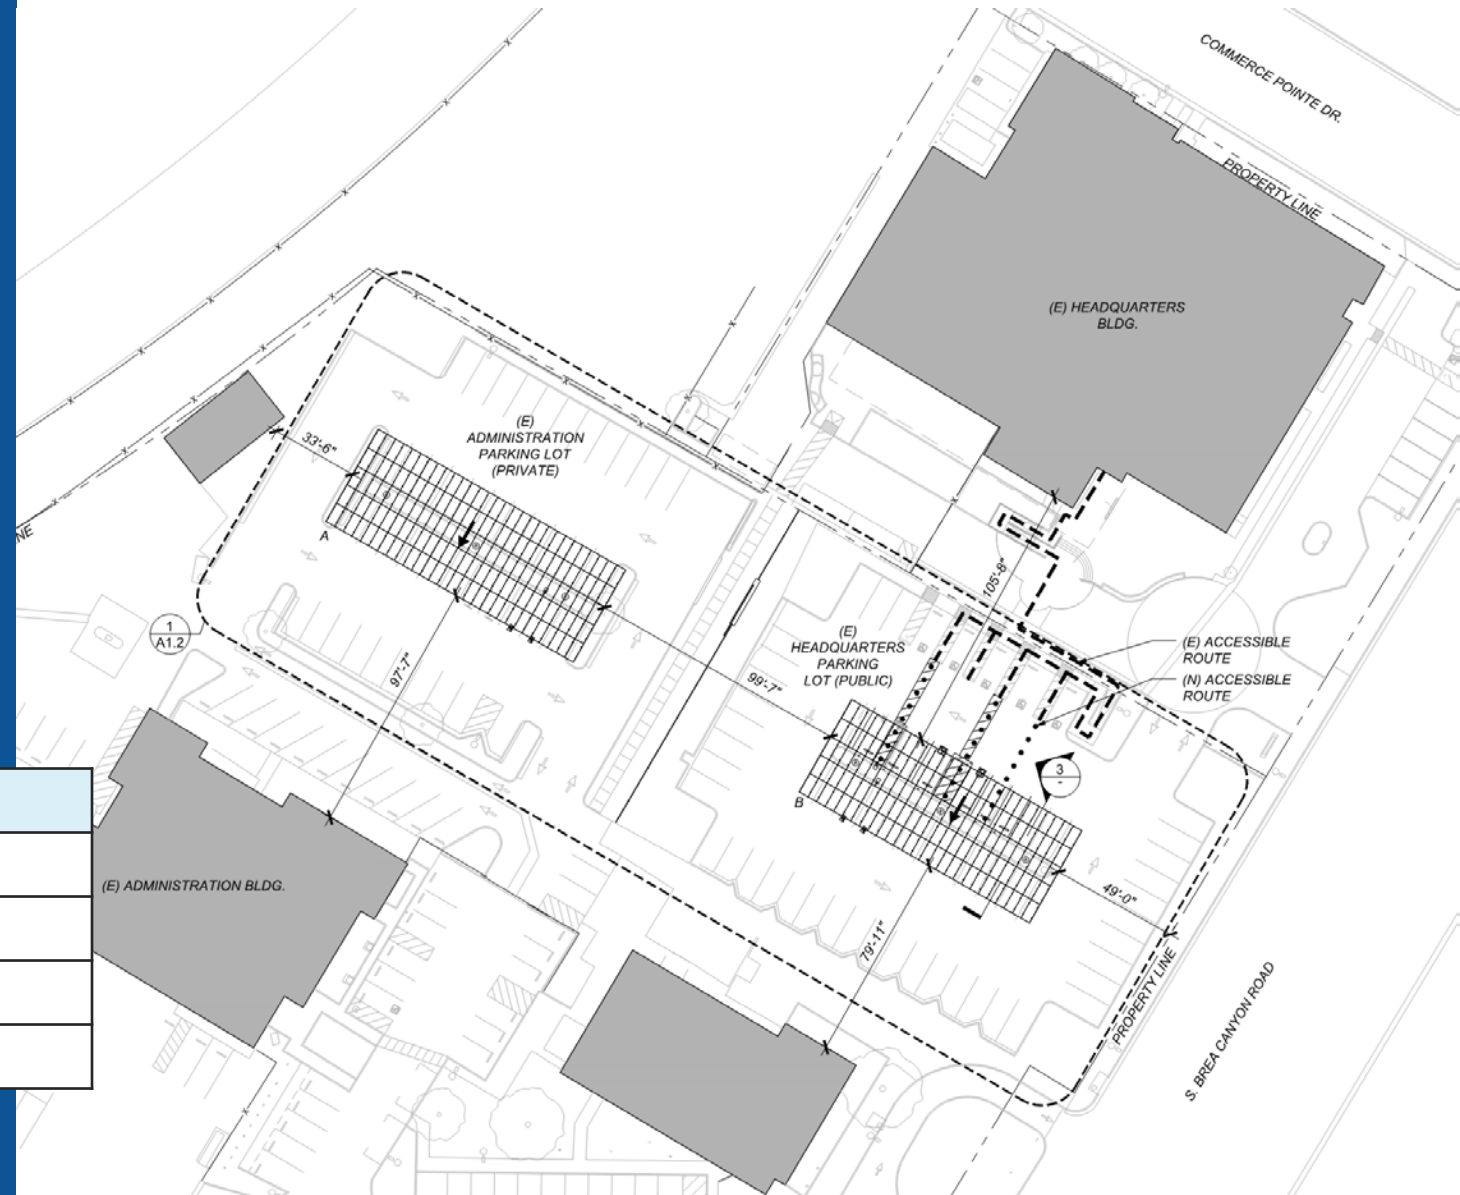 COMMERCE POINTE DR.
PROPERTY LINE
(E) HEADQUARTERS
BLDG.
(E)
ADMINISTRATION
PARKING LOT
(PRIVATE)
33'-6"
NE
A
105'-8"
1
A1.2
(E)
HEADQUARTERS
PARKING
LOT (PUBLIC)
(E) ACCESSIBLE
ROUTE
(N) ACCESSIBLE
ROUTE
97'-7"
99'-7"
3
-
B
(E) ADMINISTRATION BLDG.
49'-0"
79'-11"
PROPERTY LINE
S. BREA CANYON ROAD